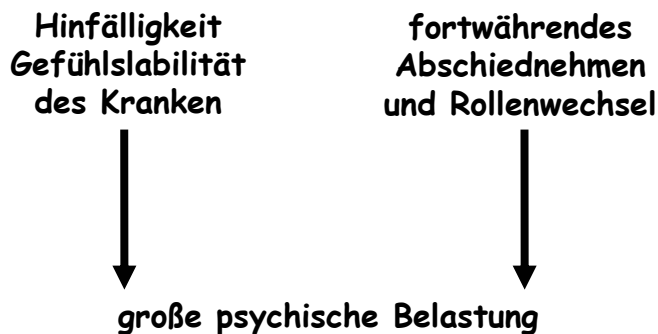 Hinfälligkeit
Gefühlslabilität
des Kranken
fortwährendes
Abschiednehmen
und Rollenwechsel
große psychische Belastung